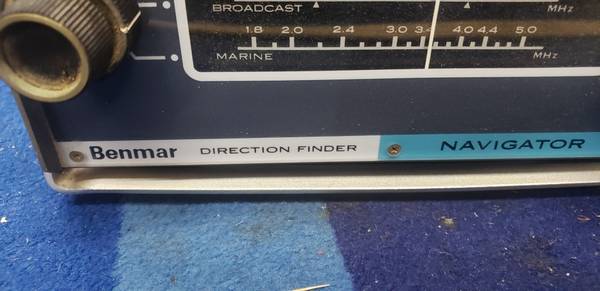 BROADCAST MHz
1.8 2.0 2.4 3.0 4.0 4.4 5.0
MARINE MHz
Benmar DIRECTION FINDER NAVIGATOR